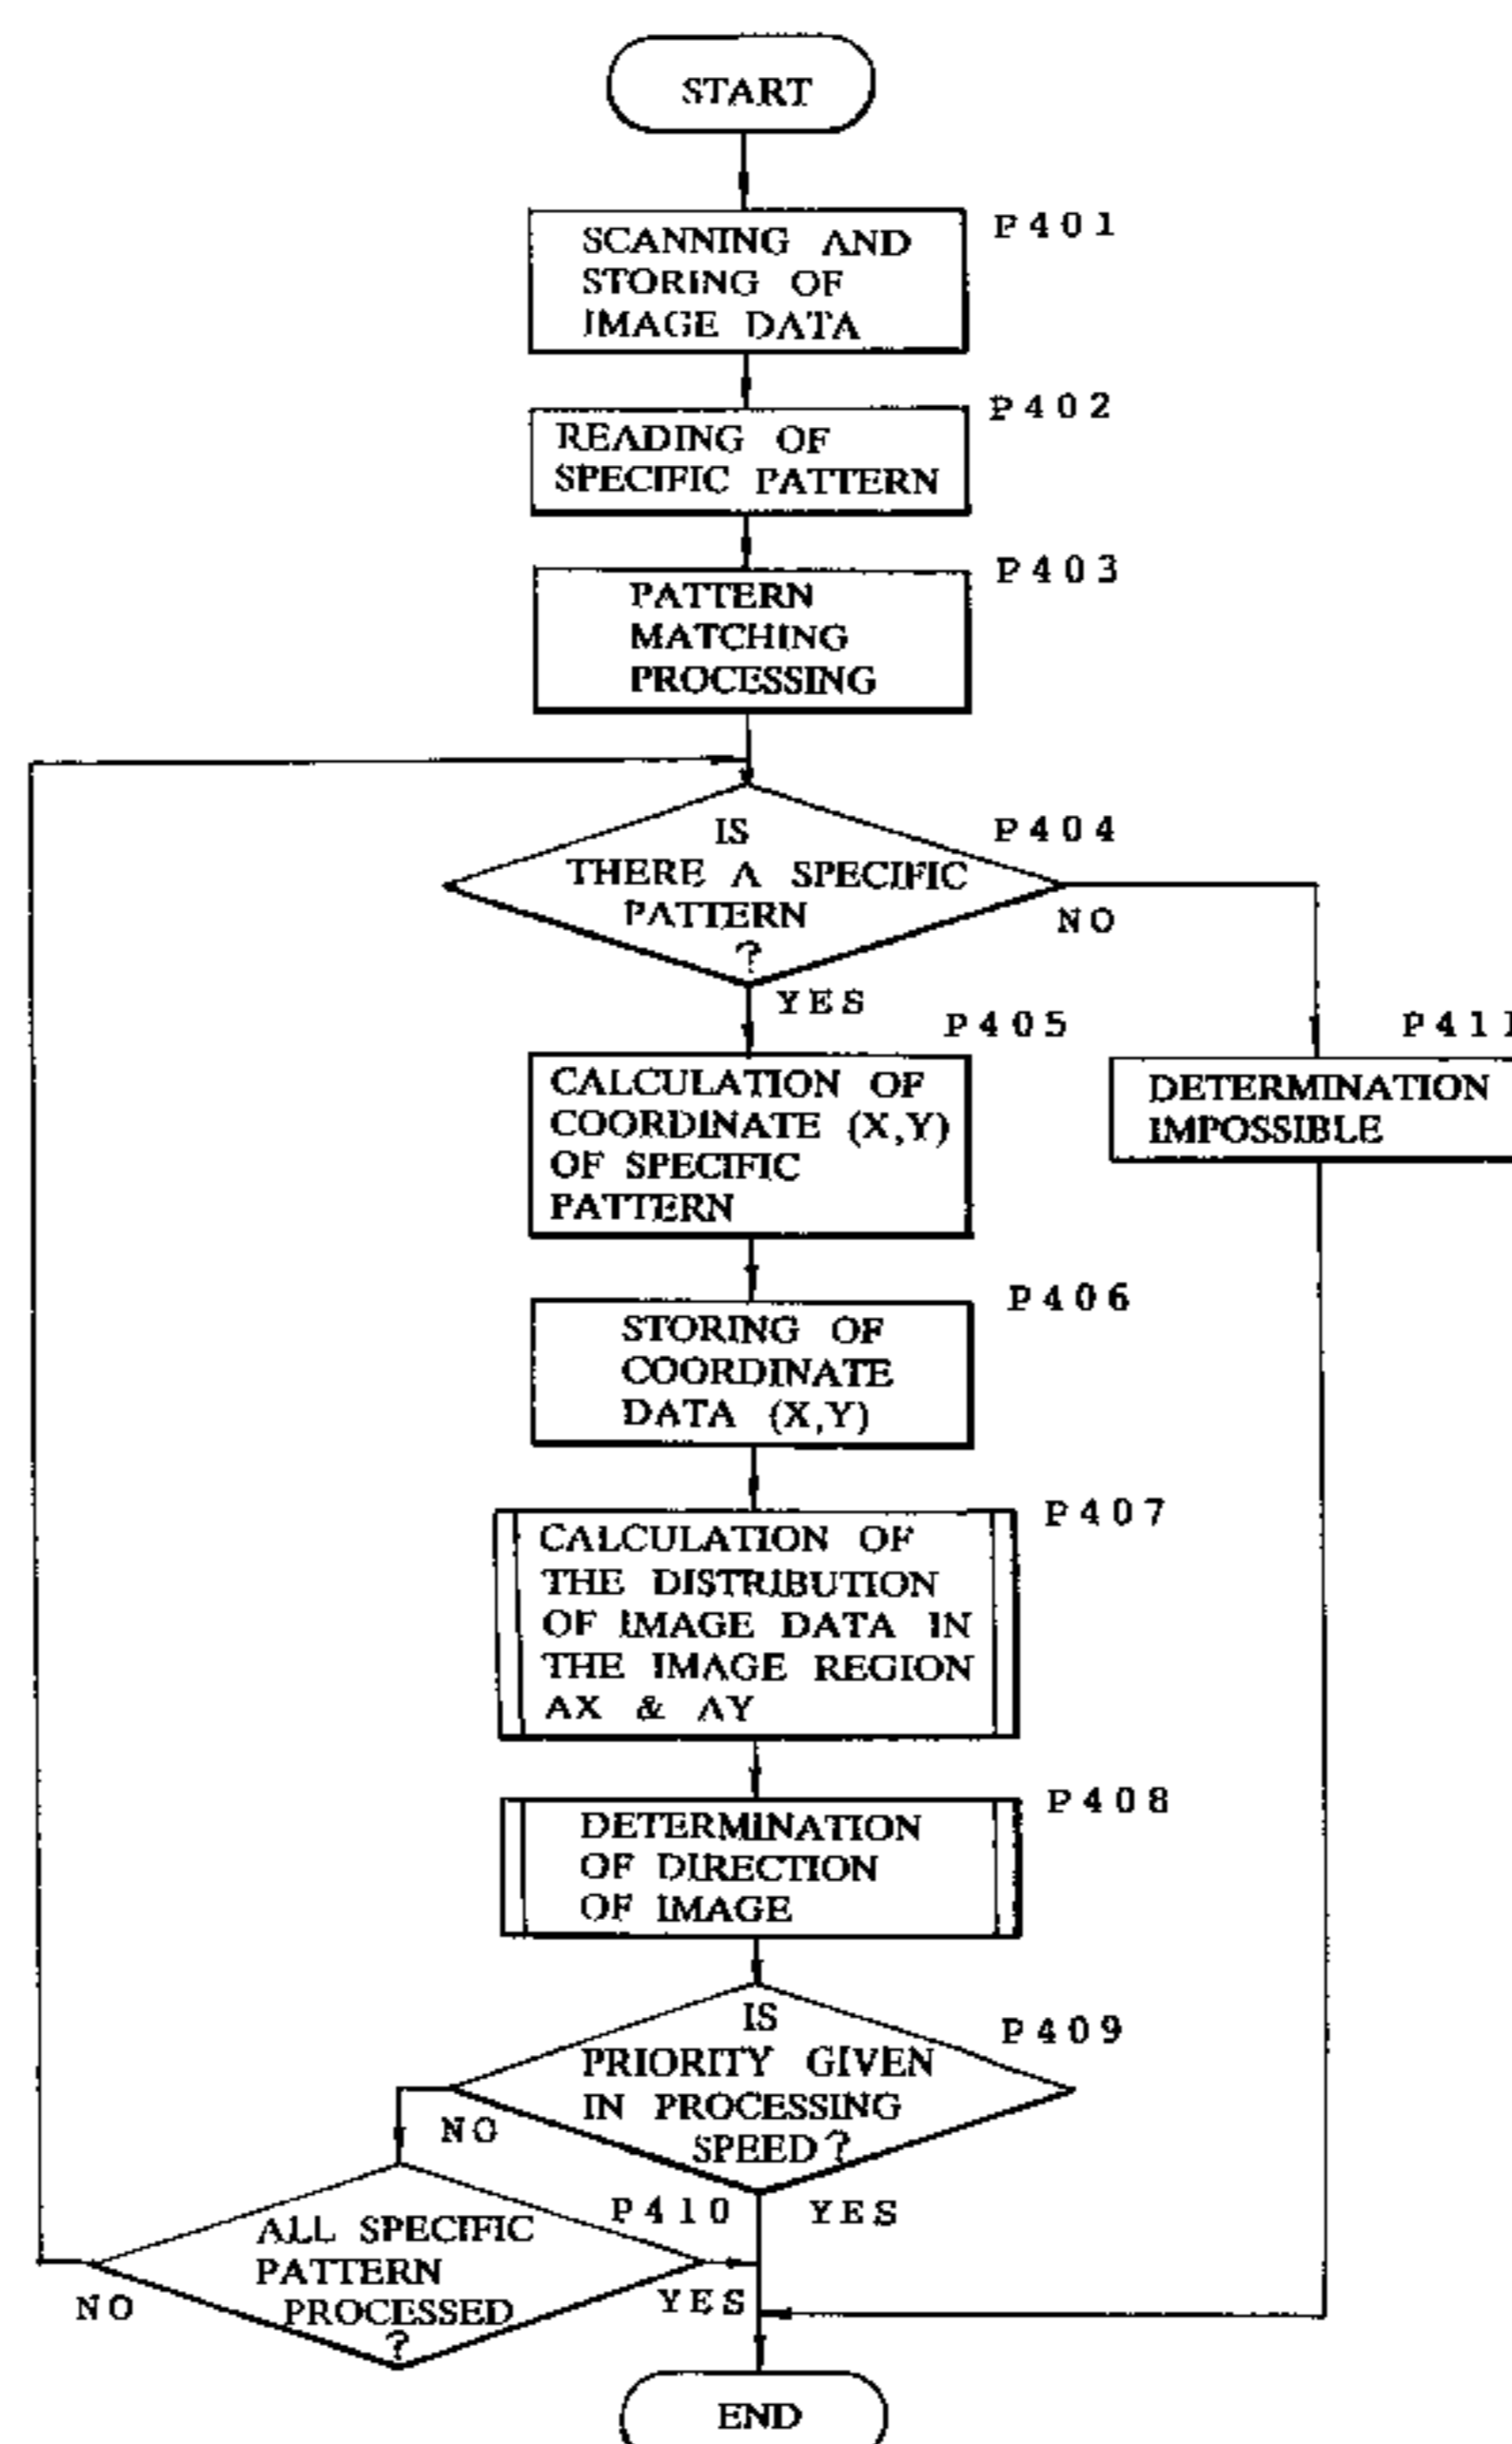 START
P401
SCANNING AND
STORING OF
IMAGE DATA
P402
READING OF
SPECIFIC PATTERN
P403
PATTERN
MATCHING
PROCESSING
P404
IS
THERE A SPECIFIC
PATTERN
?
NO
YES
P405
CALCULATION OF
COORDINATE (X,Y)
OF SPECIFIC
PATTERN
P411
DETERMINATION
IMPOSSIBLE
P406
STORING OF
COORDINATE
DATA (X,Y)
P407
CALCULATION OF
THE DISTRIBUTION
OF IMAGE DATA IN
THE IMAGE REGION
AX & AY
P408
DETERMINATION
OF DIRECTION
OF IMAGE
P409
IS
PRIORITY GIVEN
IN PROCESSING
SPEED?
NO
YES
P410
ALL SPECIFIC
PATTERN
PROCESSED
?
NO
YES
END